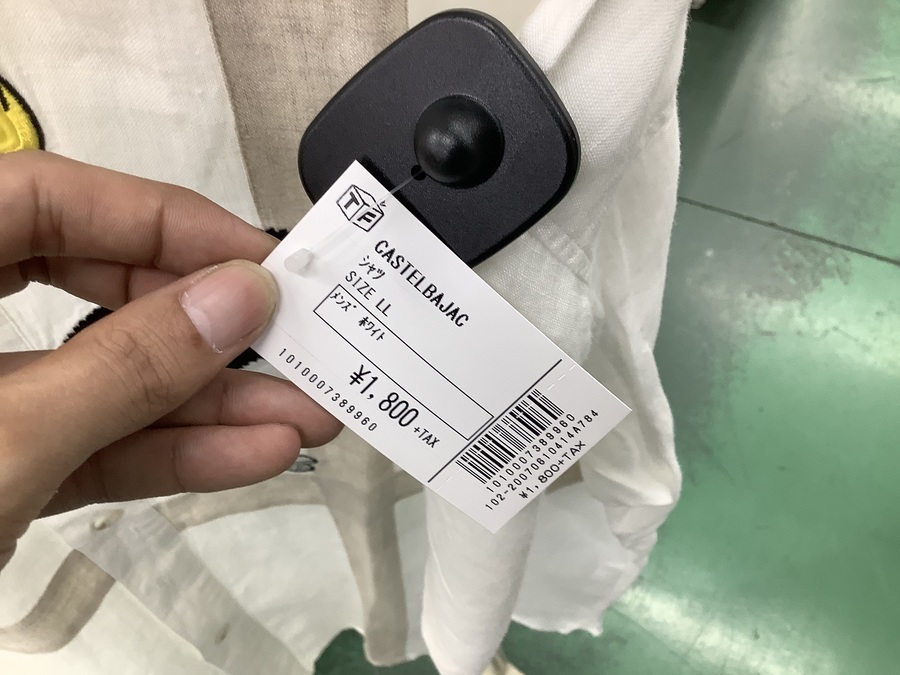 TF
CASTELBAJAC
シャツ
SIZE LL
メンズ ホワイト
¥1,800+TAX
1010007389960
1010007389960
102-20070610414A784
¥1,800+TAX